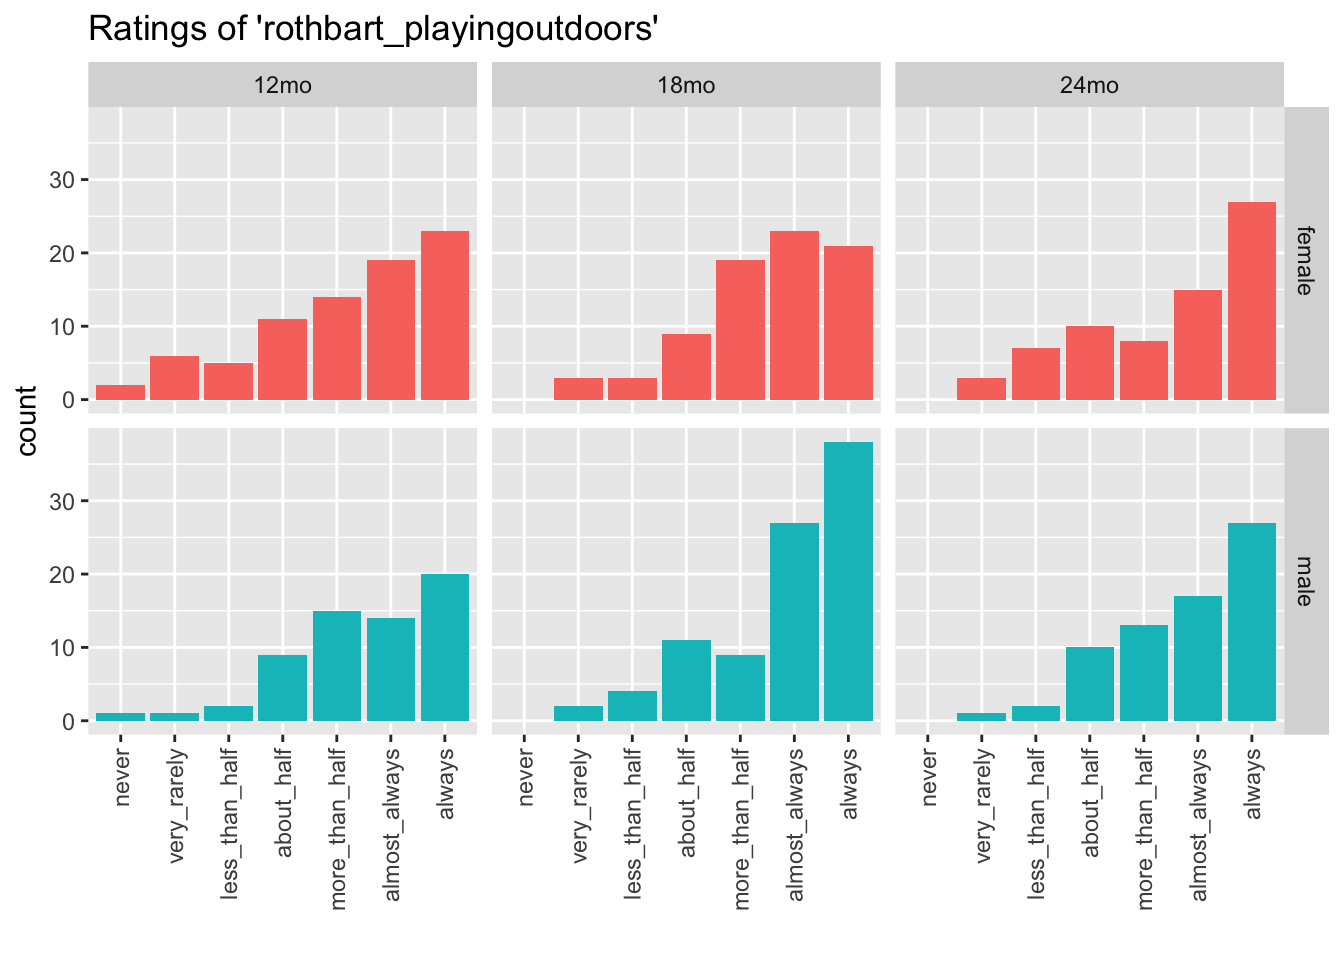 Ratings of 'rothbart_playingoutdoors'
12mo 18mo 24mo
30
20
10
0
female
count
30
20
10
0
male
never very_rarely less_than_half about_half more_than_half almost_always always never very_rarely less_than_half about_half more_than_half almost_always always never very_rarely less_than_half about_half more_than_half almost_always always